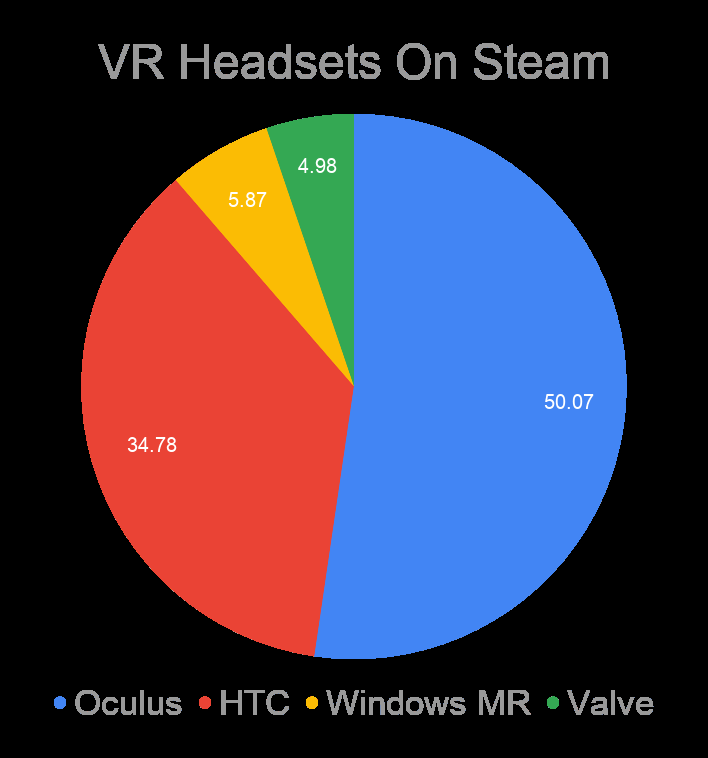 VR Headsets On Steam
4.98
5.87
50.07
34.78
Oculus HTC Windows MR Valve